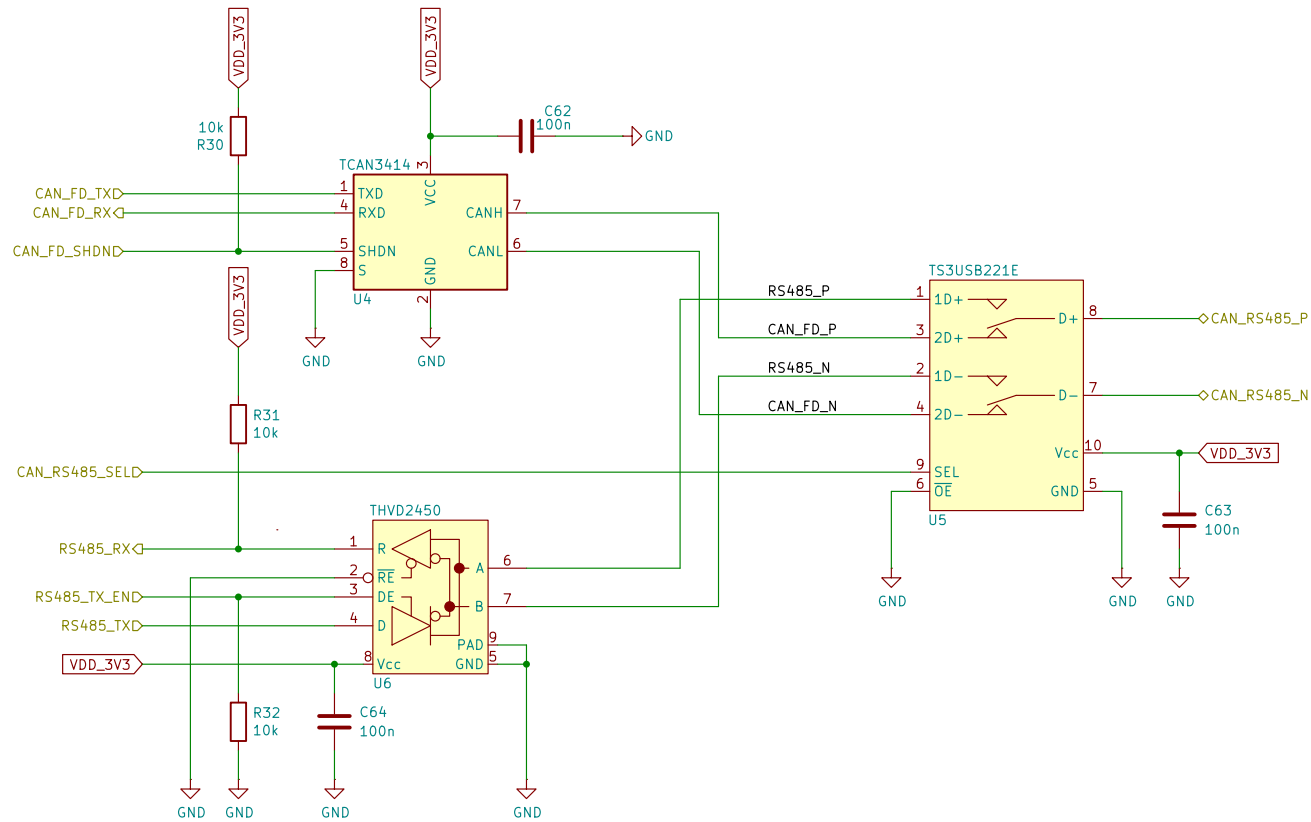 VDD_3V3
VDD_3V3
10k
R30
C62
100n
GND
TCAN3414
3
VCC
CAN_FD_TX
1
TXD
CAN_FD_RX
4
RXD
CANH
7
CAN_FD_SHDN
5
SHDN
CANL
6
8
S
GND
U4
2
VDD_3V3
GND
GND
TS3USB221E
RS485_P
1
1D+
D+
8
CAN_RS485_P
CAN_FD_P
3
2D+
RS485_N
2
1D-
D-
7
CAN_RS485_N
CAN_FD_N
4
2D-
R31
10k
Vcc
10
VDD_3V3
CAN_RS485_SEL
9
SEL
6
OE
GND
5
U5
C63
100n
GND
GND
GND
THVD2450
RS485_RX
1
R
A
6
2
RE
RS485_TX_EN
3
DE
B
7
RS485_TX
4
D
PAD
9
VDD_3V3
8
Vcc
GND
5
U6
R32
10k
C64
100n
GND
GND
GND
GND